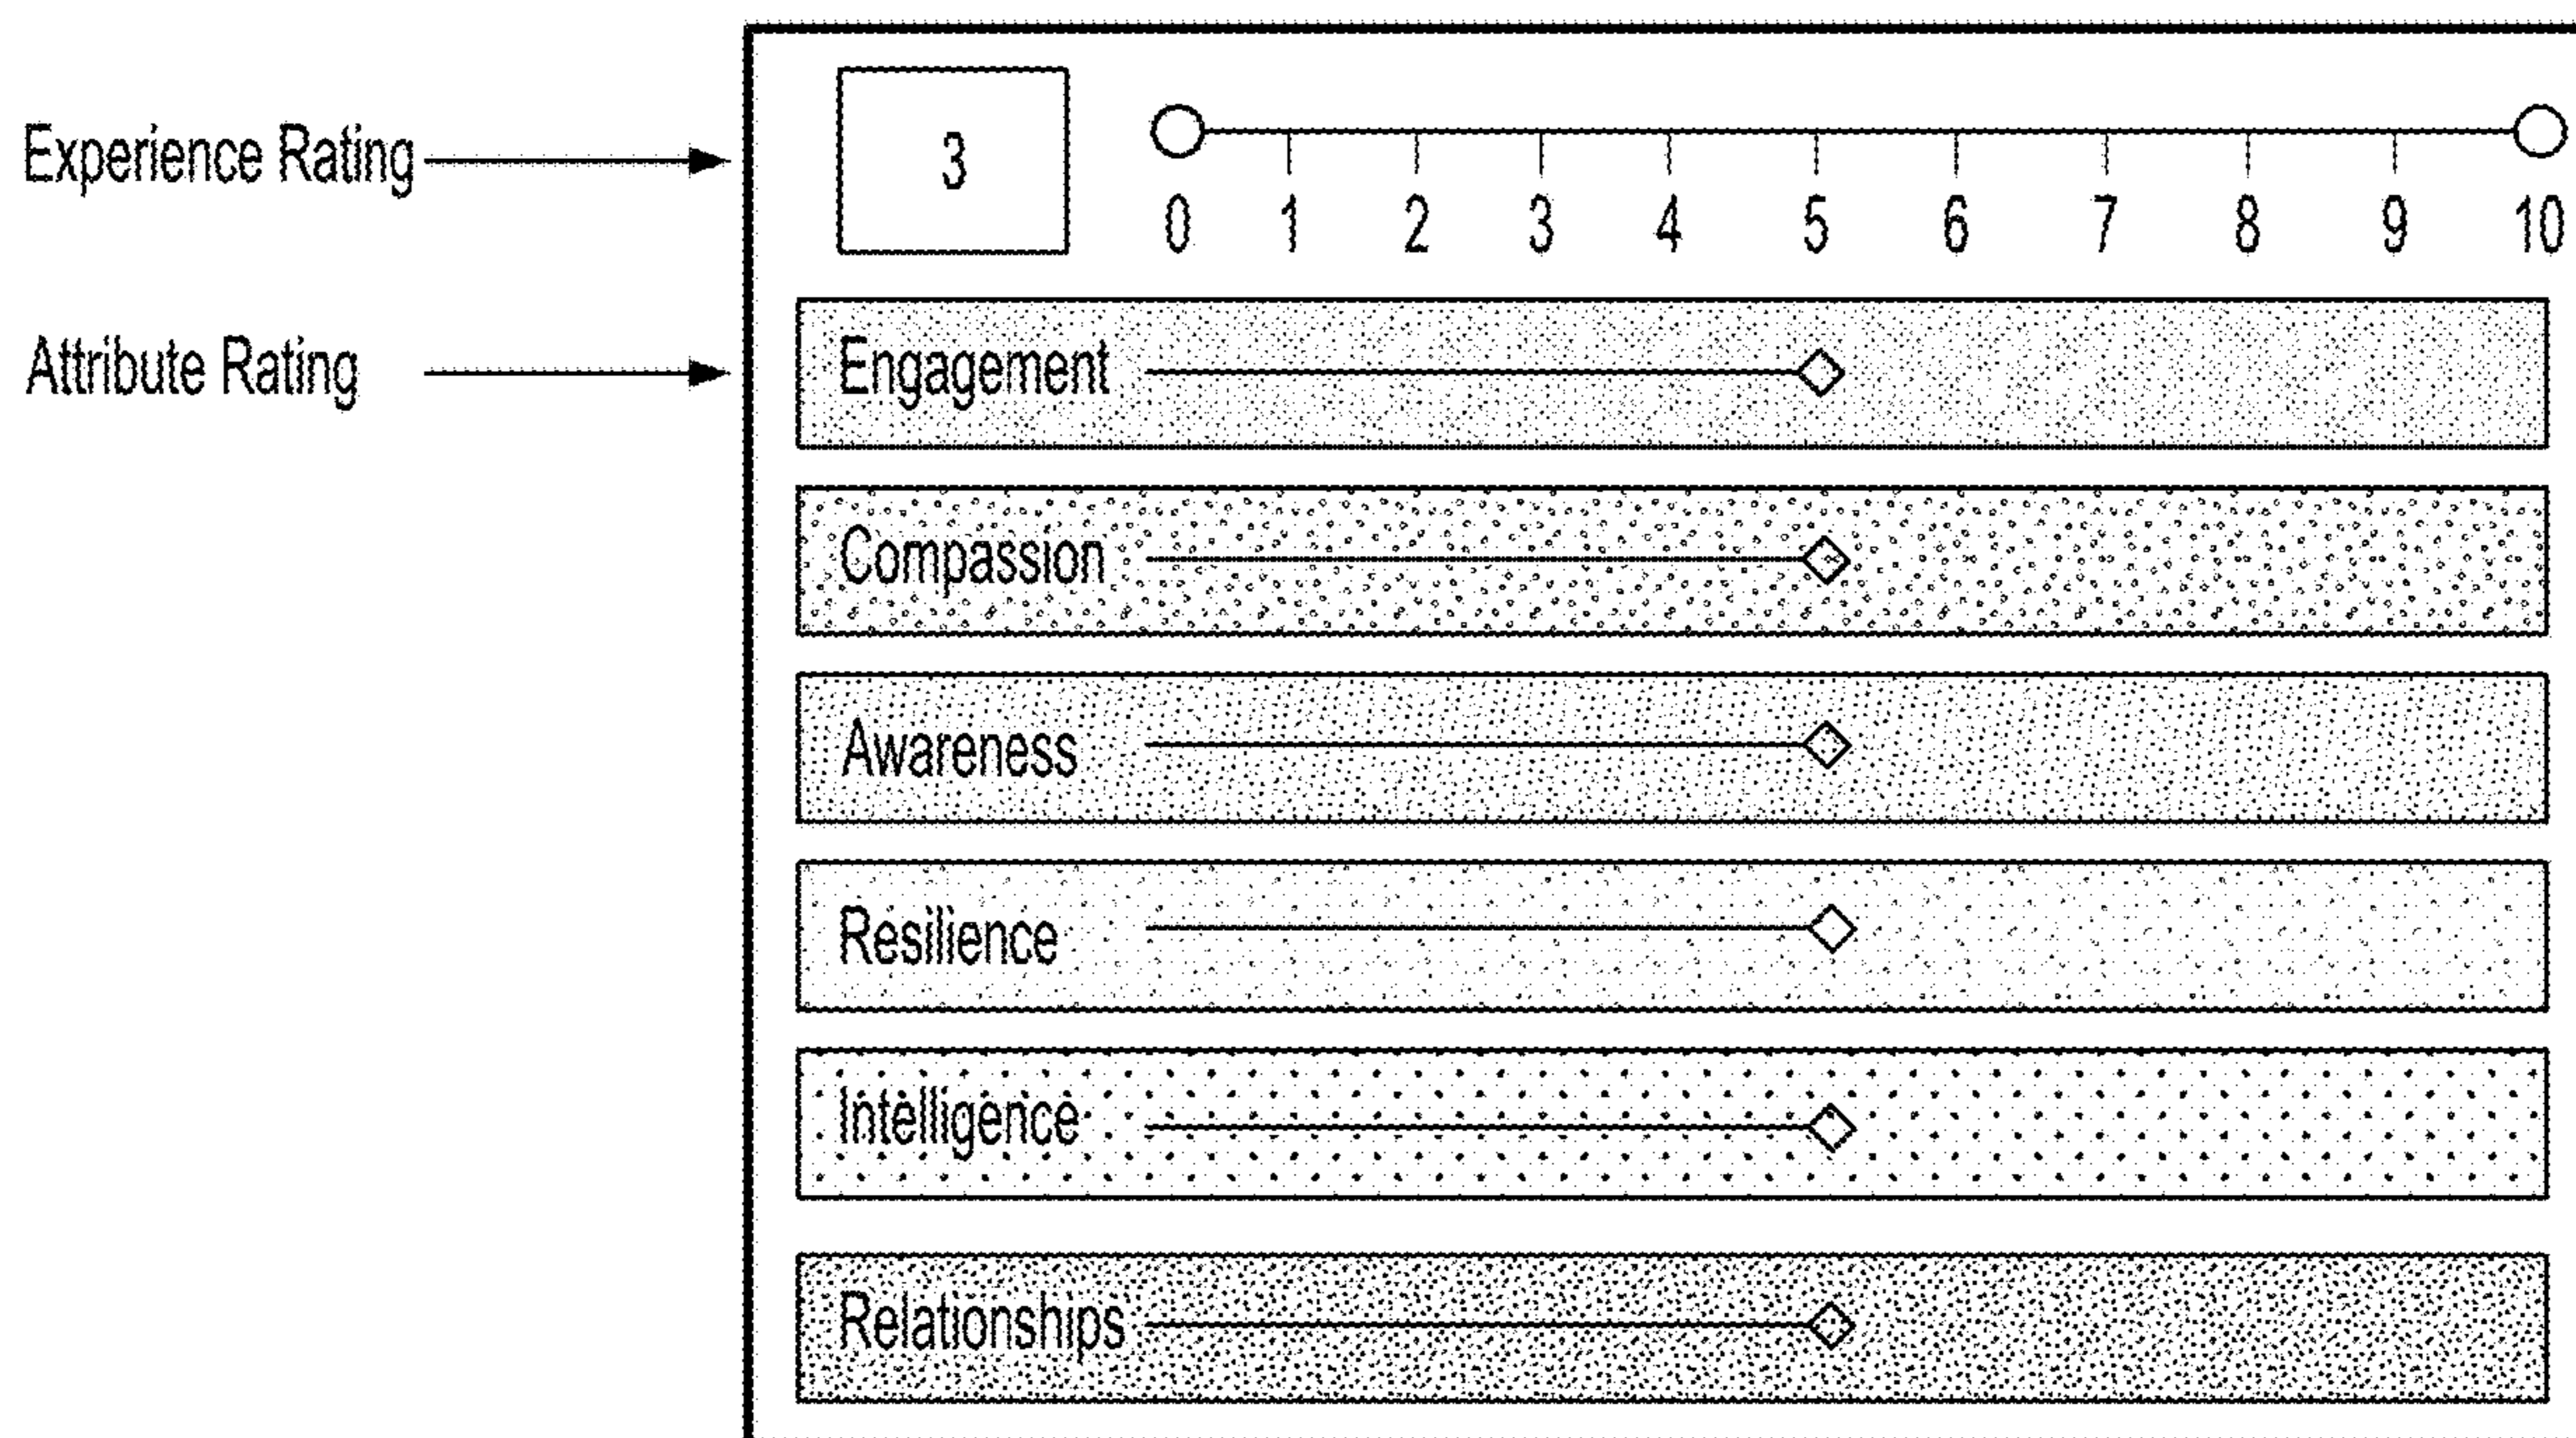 Experience Rating
3
0 1 2 3 4 5 6 7 8 9 10
Attribute Rating
Engagement
Compassion
Awareness
Resilience
Intelligence
Relationships